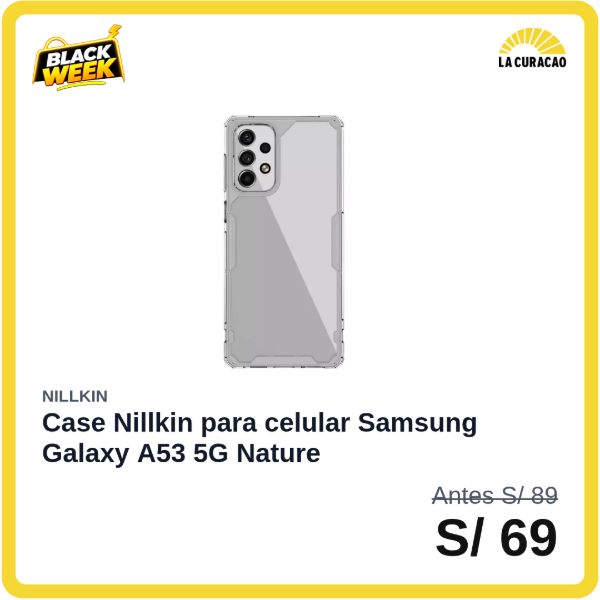 BLACK
WEEK
LA CURACAO
NILLKIN
Case Nillkin para celular Samsung
Galaxy A53 5G Nature
Antes S/ 89
S/ 69